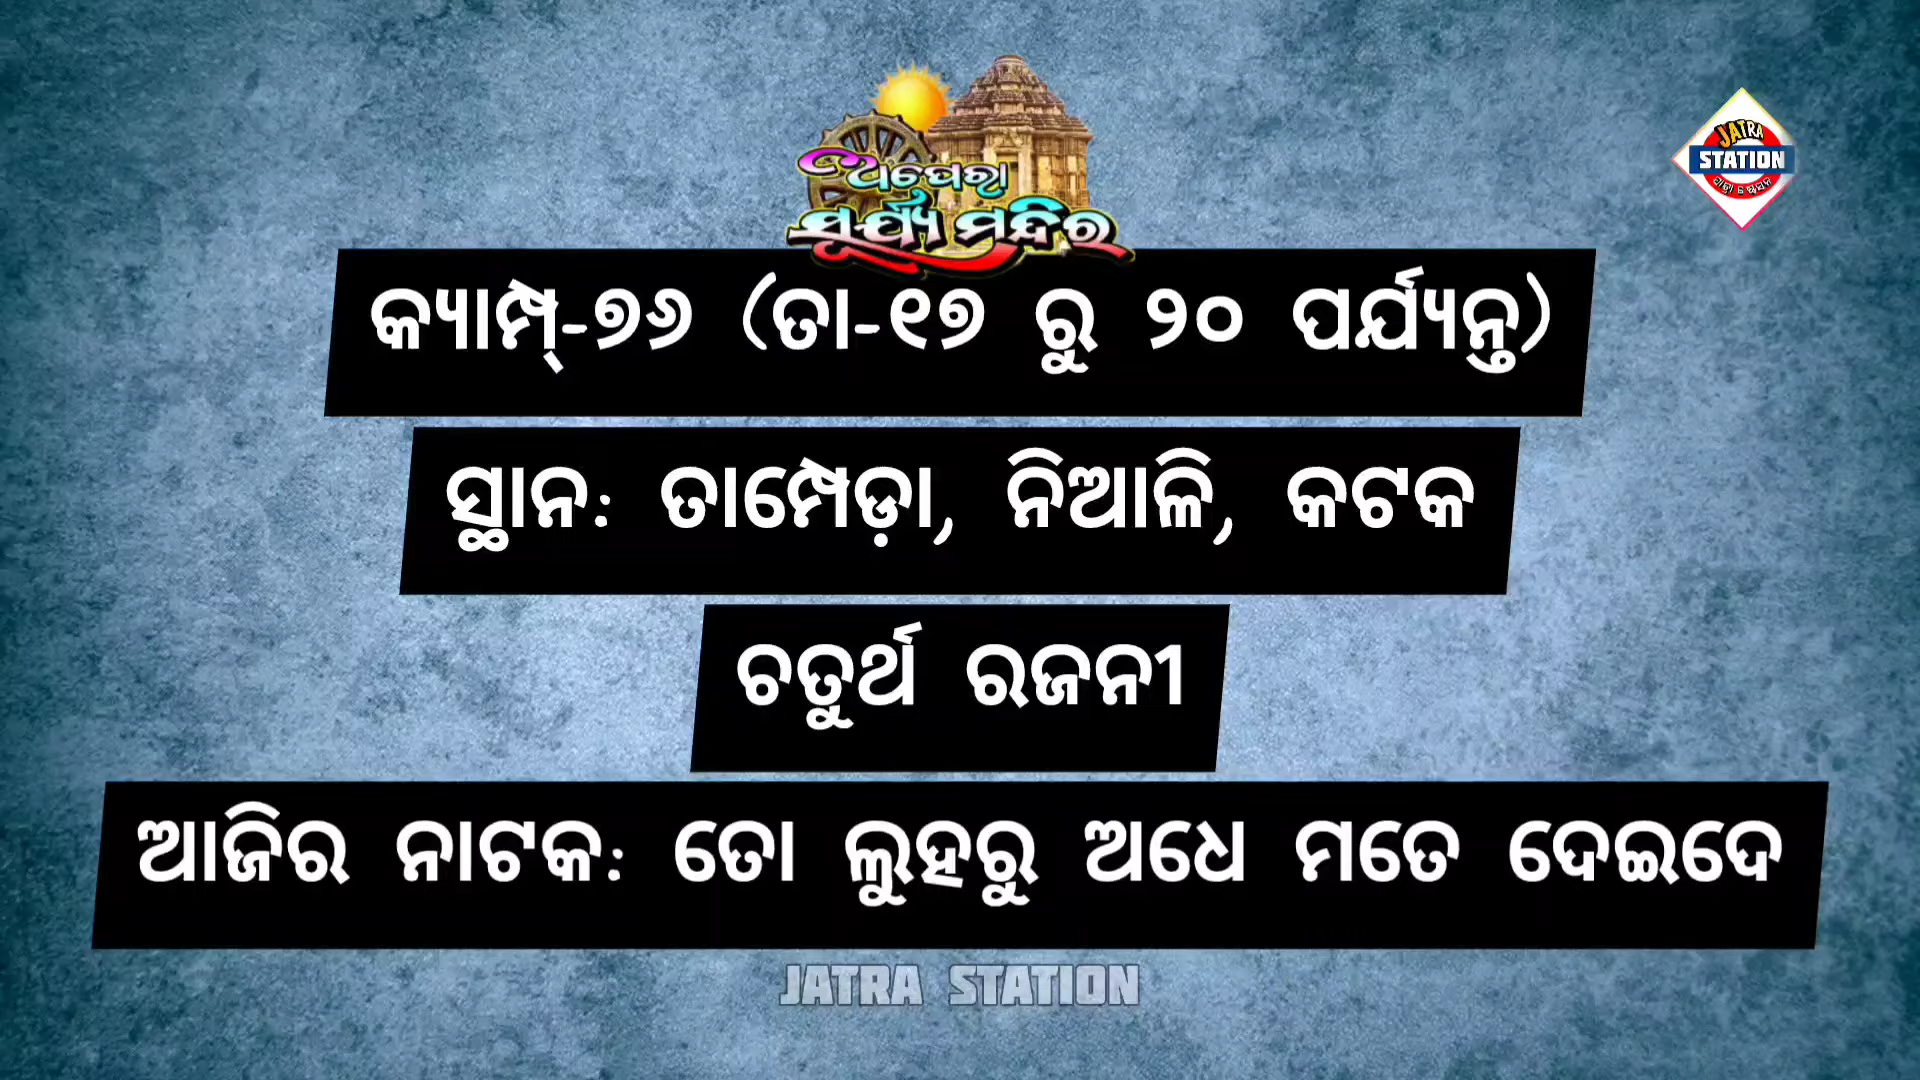 ଅପେରା
ସୂର୍ଯ୍ୟ ମନ୍ଦିର
JATRA
STATION
କ୍ୟାମ୍ପ୍-୭୬ (ତା-୧୭ ରୁ ୨୦ ପର୍ଯ୍ୟନ୍ତ)
ସ୍ଥାନ: ତାମ୍ପେଡ଼ା, ନିଆଳି, କଟକ
ଚତୁର୍ଥ ରଜନୀ
ଆଜିର ନାଟକ: ତୋ ଲୁହରୁ ଅଧେ ମତେ ଦେଇଦେ
JATRA STATION